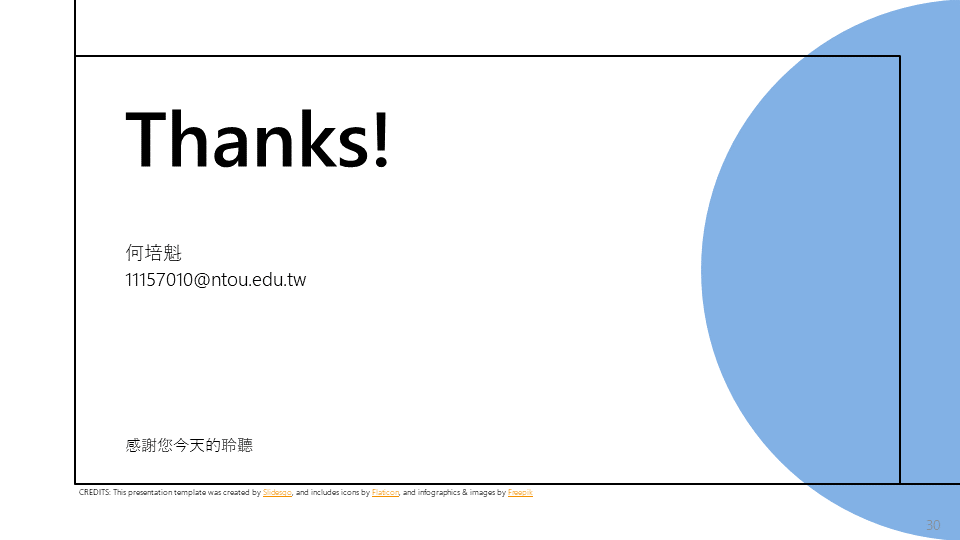 Thanks!
何培魁
11157010@ntou.edu.tw
感謝您今天的聆聽
CREDITS: This presentation template was created by Slidesgo, and includes icons by Flaticon, and infographics & images by Freepik
30